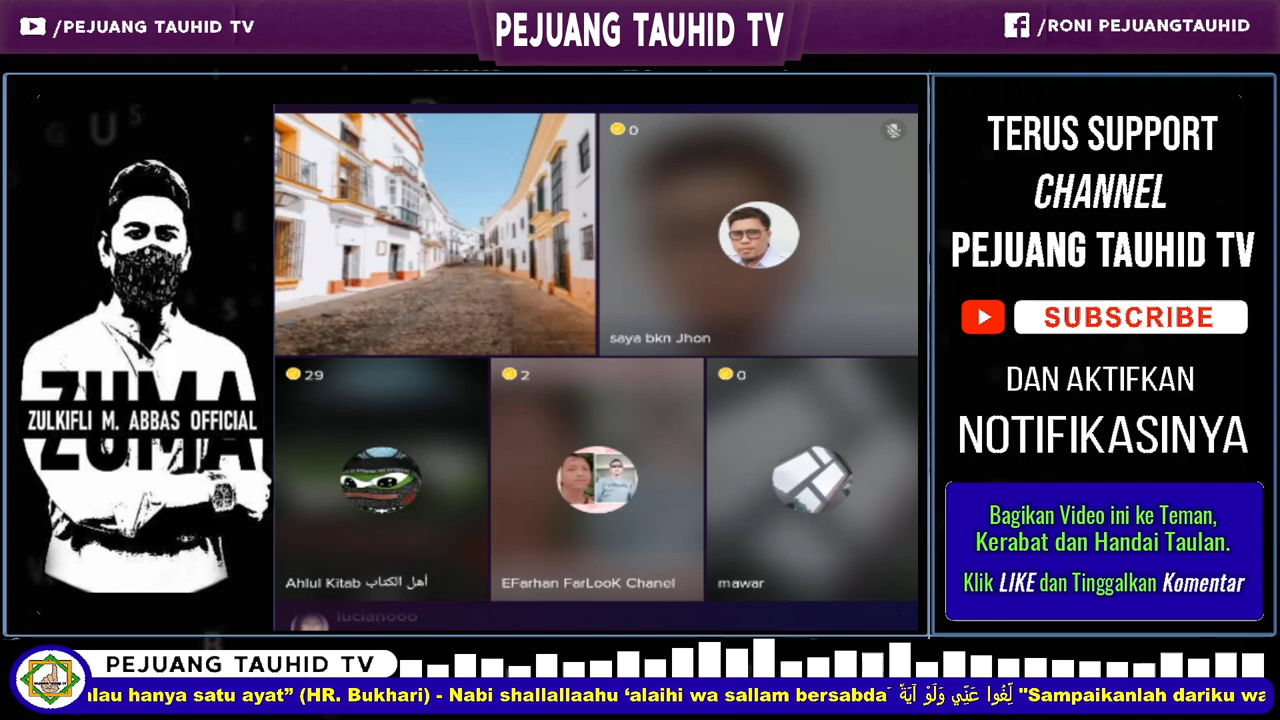 /PEJUANG TAUHID TV
PEJUANG TAUHID TV
/RONI PEJUANGTAUHID
ZUMA
ZULKIFLI M. ABBAS OFFICIAL
0
saya bkn Jhon
29
Ahlul Kitab أهل الكتاب
2
EFarhan FarLooK Chanel
0
mawar
lucianooo
TERUS SUPPORT
CHANNEL
PEJUANG TAUHID TV
SUBSCRIBE
DAN AKTIFKAN
NOTIFIKASINYA
Bagikan Video ini ke Teman,
Kerabat dan Handai Taulan.
Klik LIKE dan Tinggalkan Komentar
PEJUANG TAUHID TV
hanya satu ayat” (HR. Bukhari) - Nabi shallallaahu ‘alaihi wa sallam bersabda لِّغُوا عَنِّي وَلَوْ آيَةً "Sampaikanlah dariku